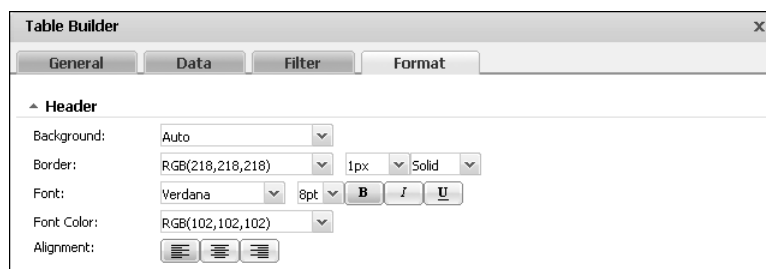 Table Builder x
General Data Filter Format
Header
Background: Auto
Border: RGB(218,218,218) 1px Solid
Font: Verdana 8pt B I U
Font Color: RGB(102,102,102)
Alignment: